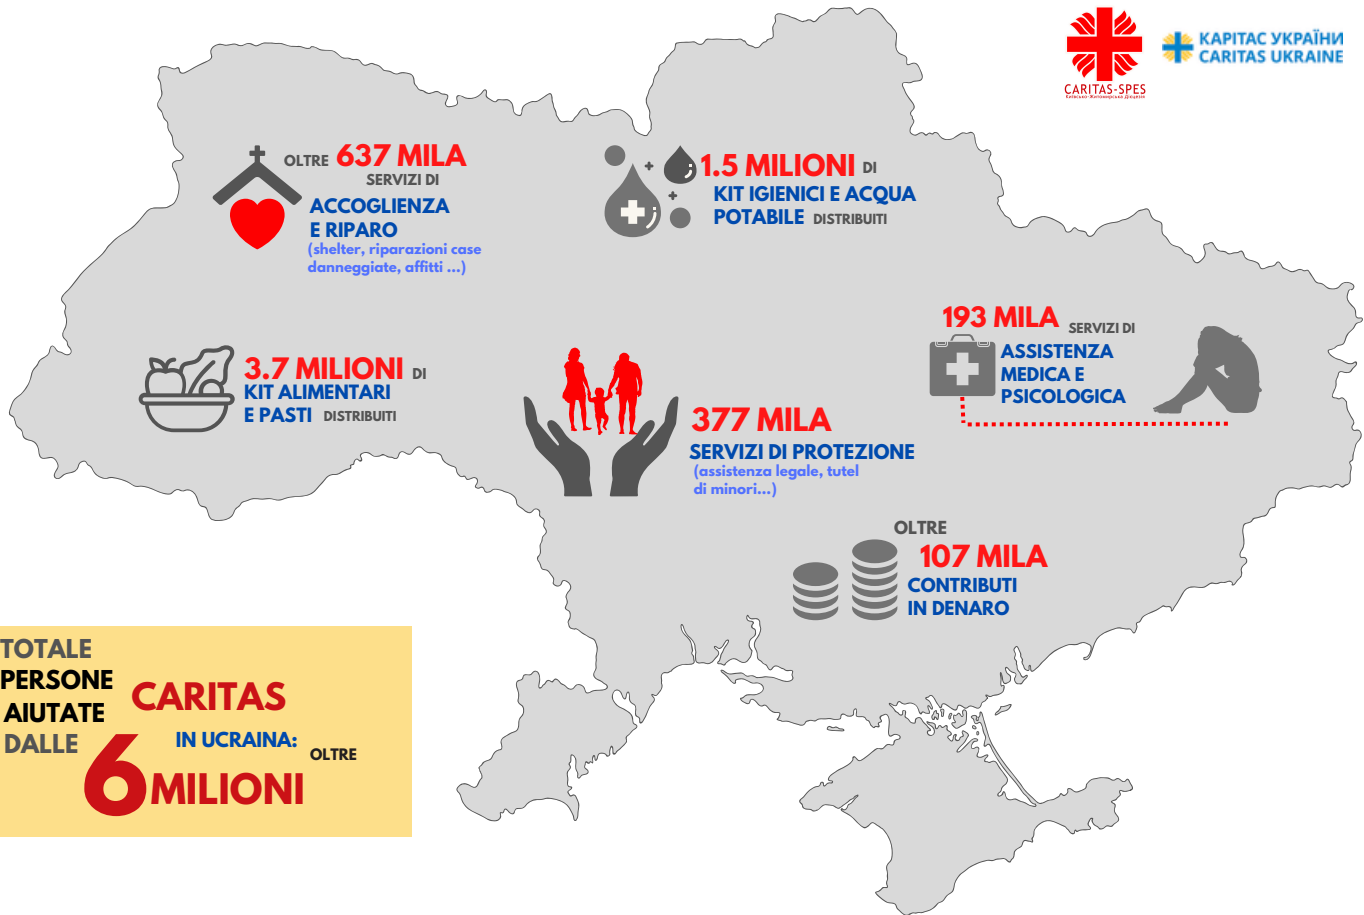 CARITAS-SPES
Київсько-Житомирська Дієцезія
КАРІТАС УКРАЇНИ
CARITAS UKRAINE
OLTRE 637 MILA
SERVIZI DI
ACCOGLIENZA
E RIPARO
(shelter, riparazioni case
danneggiate, affitti ...)
1.5 MILIONI DI
KIT IGIENICI E ACQUA
POTABILE DISTRIBUITI
193 MILA SERVIZI DI
ASSISTENZA
MEDICA E
PSICOLOGICA
3.7 MILIONI DI
KIT ALIMENTARI
E PASTI DISTRIBUITI
377 MILA
SERVIZI DI PROTEZIONE
(assistenza legale, tutel
di minori...)
OLTRE
107 MILA
CONTRIBUTI
IN DENARO
TOTALE
PERSONE
AIUTATE
DALLE
CARITAS
IN UCRAINA:
OLTRE
6 MILIONI